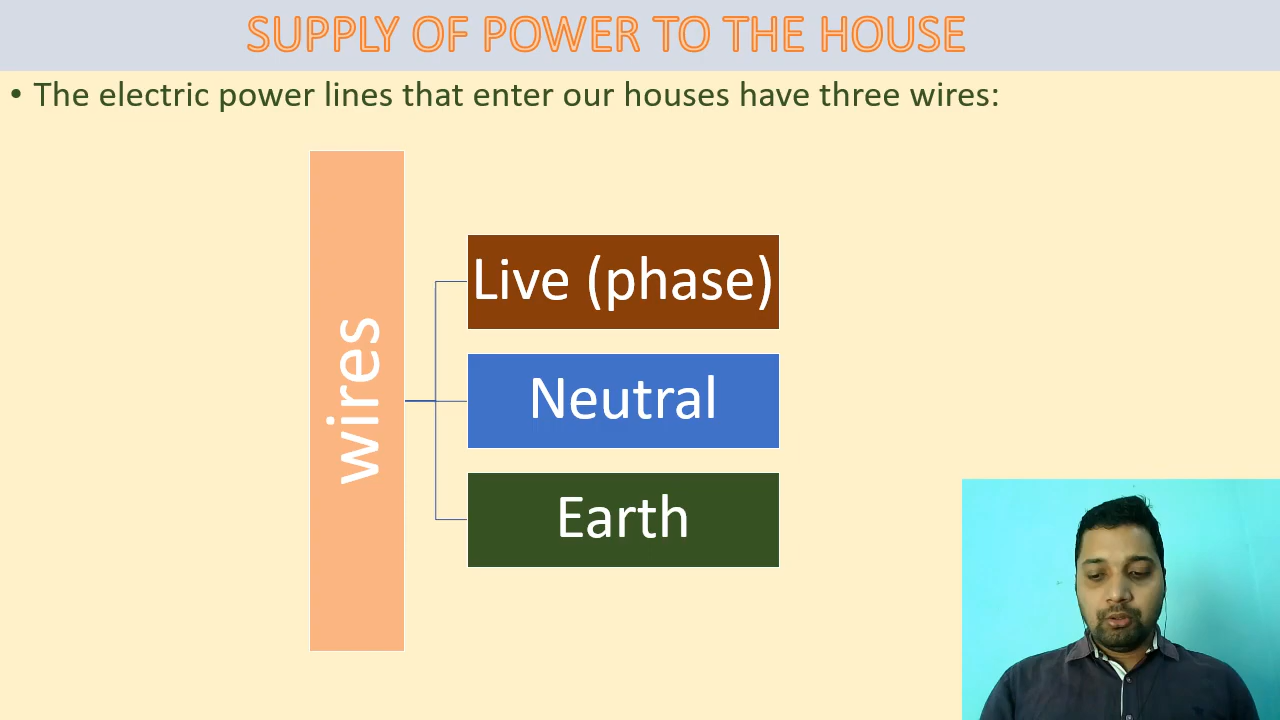 SUPPLY OF POWER TO THE HOUSE
• The electric power lines that enter our houses have three wires:
wires
Live (phase)
Neutral
Earth